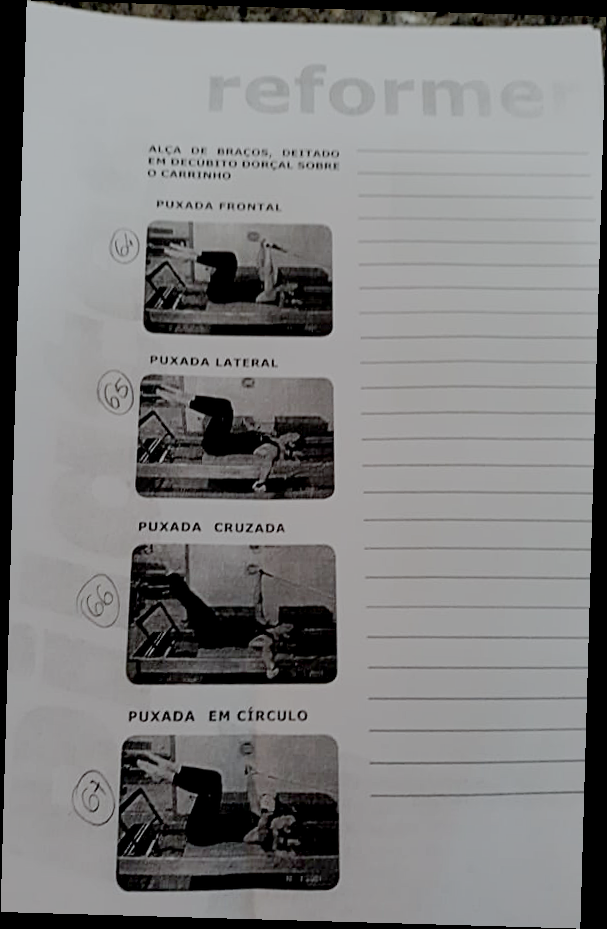 reformer
ALÇA DE BRAÇOS, DEITADO
EM DECÚBITO DORÇAL SOBRE
O CARRINHO
PUXADA FRONTAL
PUXADA LATERAL
65
PUXADA CRUZADA
66
PUXADA EM CÍRCULO
67